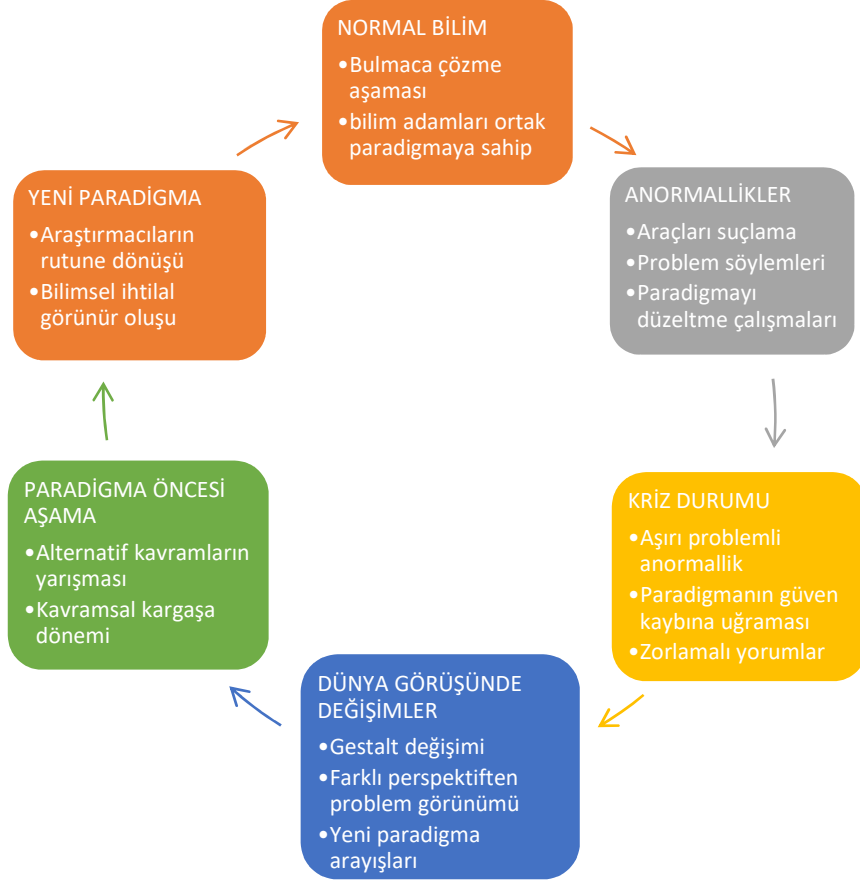 NORMAL BİLİM
•Bulmaca çözme
aşaması
•bilim adamları ortak
paradigmaya sahip
ANORMALLİKLER
•Araçları suçlama
•Problem söylemleri
•Paradigmayı
düzeltme çalışmaları
KRİZ DURUMU
•Aşırı problemli
anormallik
•Paradigmanın güven
kaybına uğraması
•Zorlamalı yorumlar
DÜNYA GÖRÜŞÜNDE
DEĞİŞİMLER
•Gestalt değişimi
•Farklı perspektiften
problem görünümü
•Yeni paradigma
arayışları
PARADİGMA ÖNCESİ
AŞAMA
•Alternatif kavramların
yarışması
•Kavramsal kargaşa
dönemi
YENİ PARADİGMA
•Araştırmacıların
rutune dönüşü
•Bilimsel ihtilal
görünür oluşu